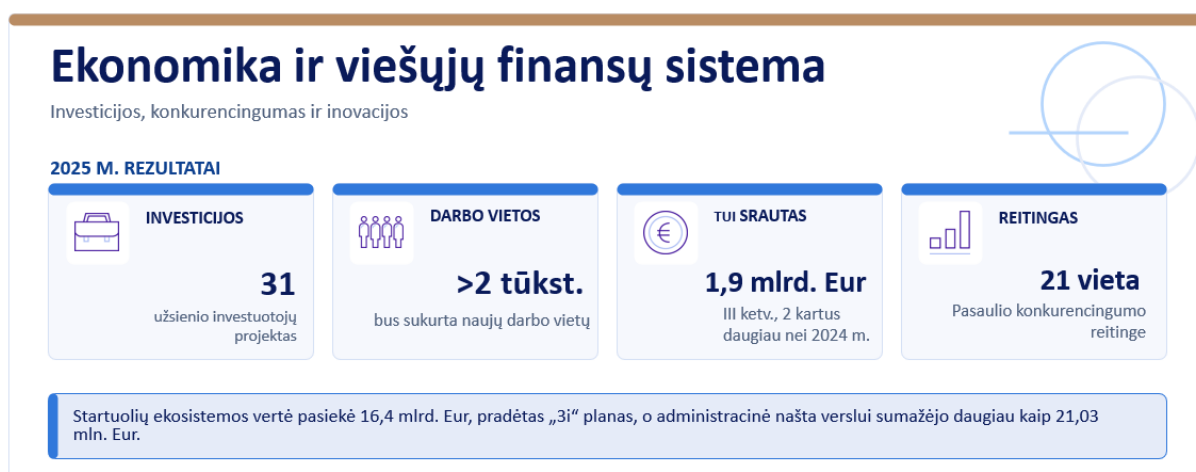 Ekonomika ir viešųjų finansų sistema
Investicijos, konkurencingumas ir inovacijos
2025 M. REZULTATAI
INVESTICIJOS
31
užsienio investuotojų
projektas
DARBO VIETOS
>2 tūkst.
bus sukurta naujų darbo vietų
TUI SRAUTAS
1,9 mlrd. Eur
III ketv., 2 kartus
daugiau nei 2024 m.
REITINGAS
21 vieta
Pasaulio konkurencingumo
reitinge
Startuolių ekosistemos vertė pasiekė 16,4 mlrd. Eur, pradėtas „3i“ planas, o administracinė našta verslui sumažėjo daugiau kaip 21,03
mln. Eur.